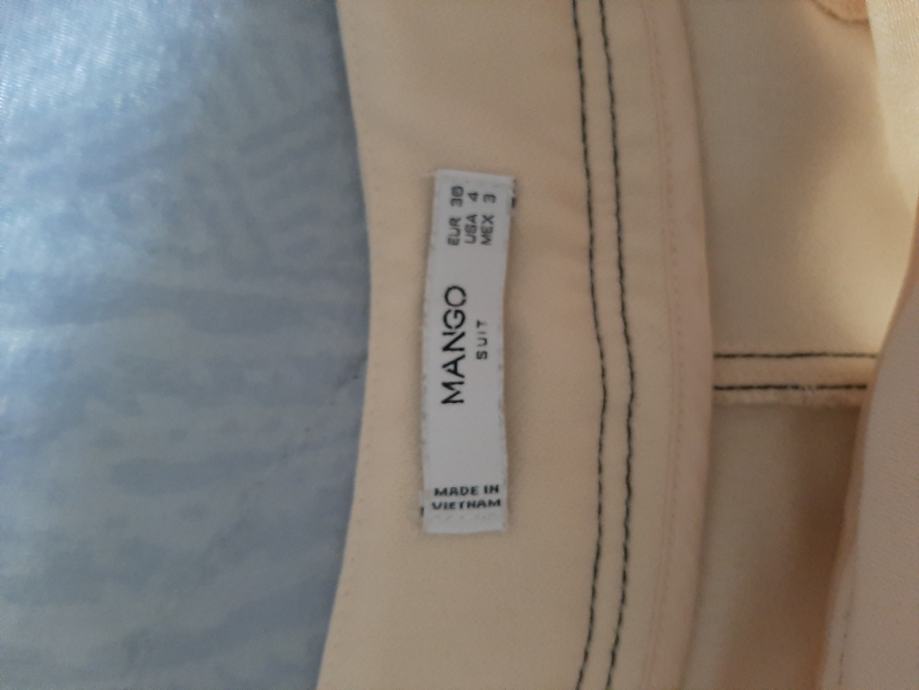 MANGO
SUIT
EUR 36
USA 4
MEX 3
MADE IN
VIETNAM